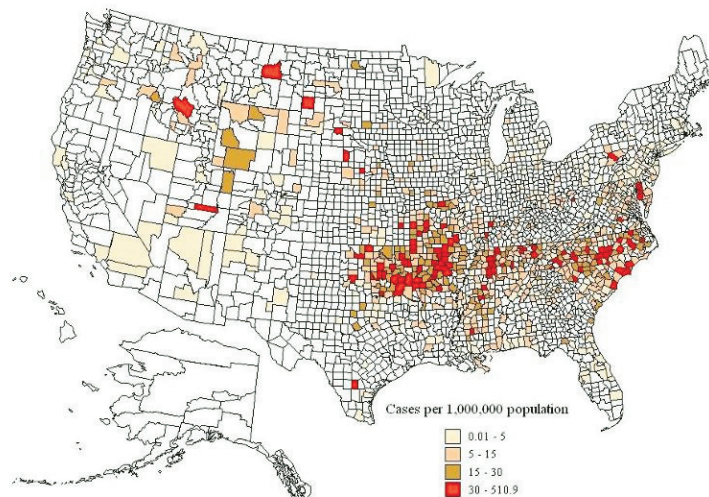 Cases per 1,000,000 population
0.01 - 5
5 - 15
15 - 30
30 - 510.9